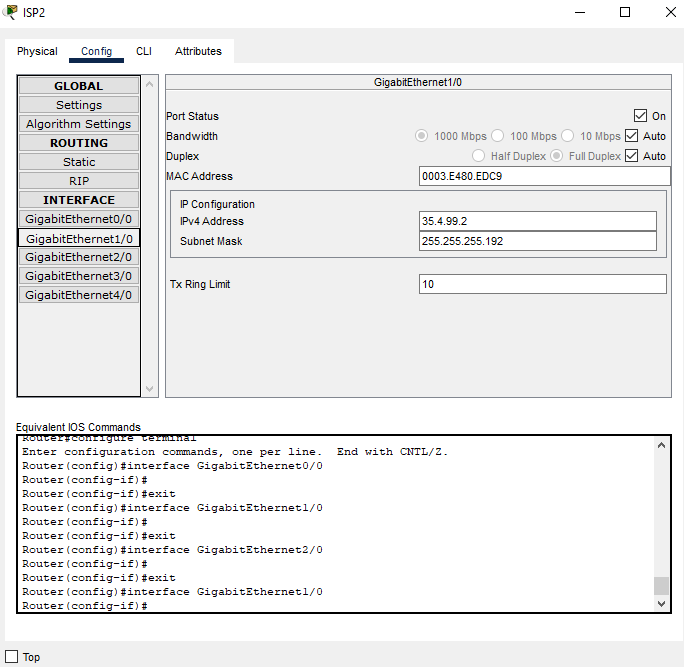 ISP2
Physical Config CLI Attributes
GLOBAL
Settings
Algorithm Settings
ROUTING
Static
RIP
INTERFACE
GigabitEthernet0/0
GigabitEthernet1/0
GigabitEthernet2/0
GigabitEthernet3/0
GigabitEthernet4/0
GigabitEthernet1/0
Port Status On
Bandwidth 1000 Mbps 100 Mbps 10 Mbps Auto
Duplex Half Duplex Full Duplex Auto
MAC Address 0003.E480.EDC9
IP Configuration
IPv4 Address 35.4.99.2
Subnet Mask 255.255.255.192
Tx Ring Limit 10
Equivalent IOS Commands
Router#configure terminal
Enter configuration commands, one per line. End with CNTL/Z.
Router(config)#interface GigabitEthernet0/0
Router(config-if)#
Router(config-if)#exit
Router(config)#interface GigabitEthernet1/0
Router(config-if)#
Router(config-if)#exit
Router(config)#interface GigabitEthernet2/0
Router(config-if)#
Router(config-if)#exit
Router(config)#interface GigabitEthernet1/0
Router(config-if)#
Top